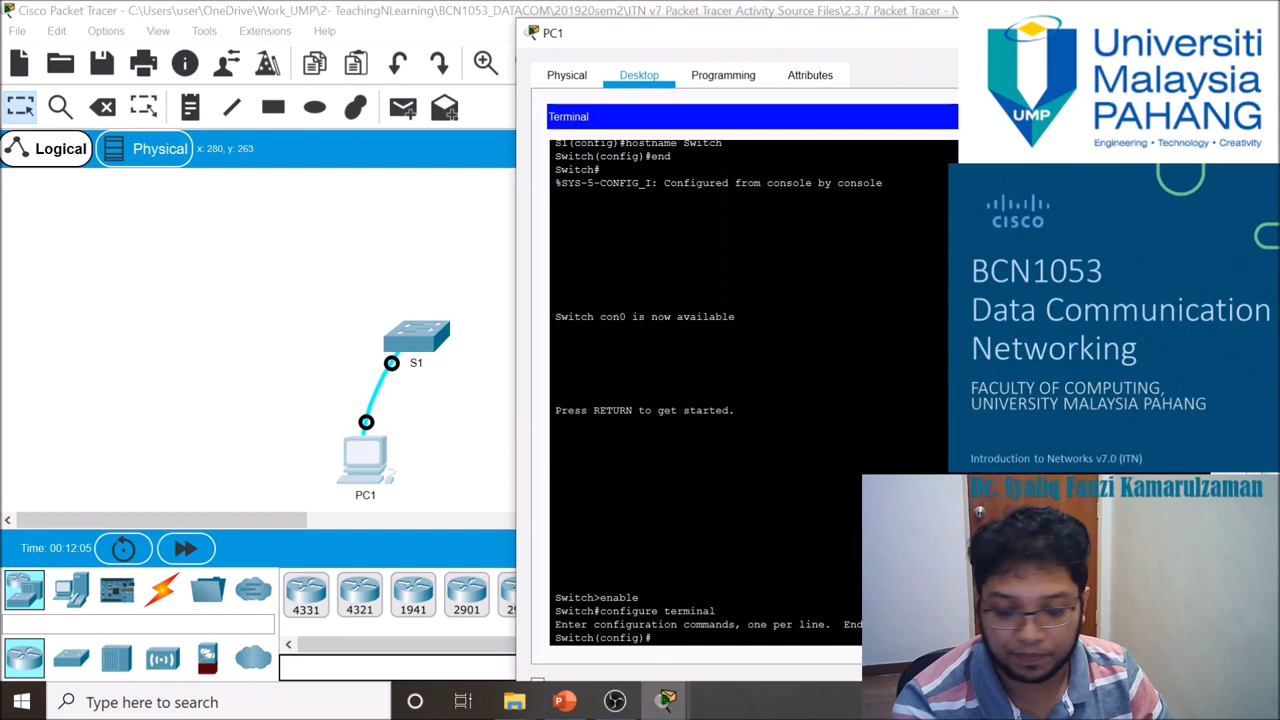 Cisco Packet Tracer - C:\Users\user\OneDrive\Work_UMP\2- TeachingNLearning\BCN1053_DATACOM\201920sem2\ITN v7 Packet Tracer Activity Source Files\2.3.7 Packet Tracer - N
File Edit Options View Tools Extensions Help
Logical
Physical
x: 280, y: 263
S1
PC1
Time: 00:12:05
4331
4321
1941
2901
Type here to search
PC1
Physical
Desktop
Programming
Attributes
Terminal
S1(config)#hostname Switch
Switch(config)#end
Switch#
%SYS-5-CONFIG_I: Configured from console by console
Switch con0 is now available
Press RETURN to get started.
Switch>enable
Switch#configure terminal
Enter configuration commands, one per line. End
Switch(config)#
UMP
Universiti
Malaysia
PAHANG
Engineering • Technology • Creativity
CISCO
BCN1053
Data Communication
Networking
FACULTY OF COMPUTING,
UNIVERSITY MALAYSIA PAHANG
Introduction to Networks v7.0 (ITN)
Dr. Syafiq Fauzi Kamarulzaman